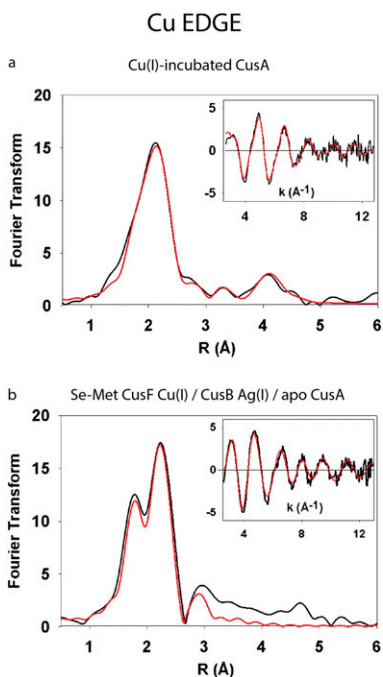 Cu EDGE
a
Cu(I)-incubated CusA
20
15
10
5
0
Fourier Transform
1 2 3 4 5 6
R (Å)
5
0
-5
4 8 12
k (A⁻¹)
b
Se-Met CusF Cu(I) / CusB Ag(I) / apo CusA
20
15
10
5
0
Fourier Transform
1 2 3 4 5 6
R (Å)
5
0
-5
4 8 12
k (A⁻¹)